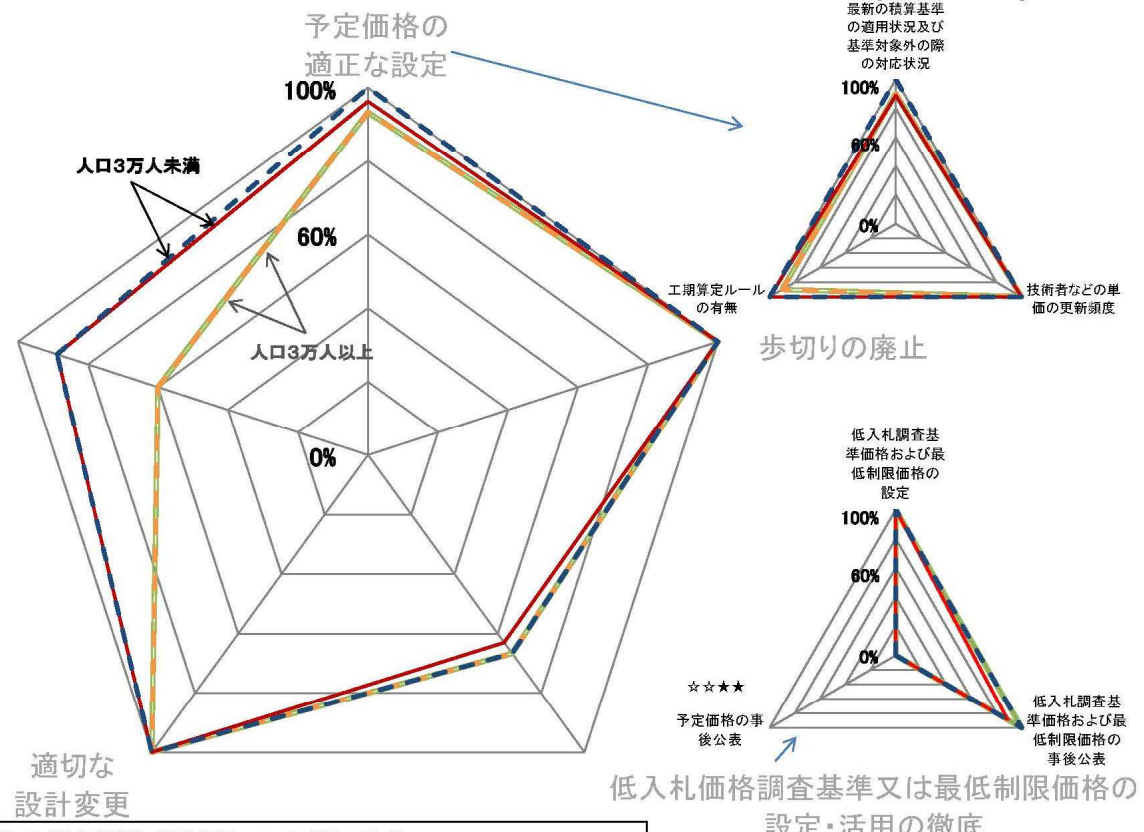 予定価格の
適正な設定
100%
人口3万人未満
60%
人口3万人以上
0%
適切な
設計変更
最新の積算基準
の適用状況及び
基準対象外の際
の対応状況
100%
60%
0%
工期算定ルール
の有無
技術者などの単
価の更新頻度
歩切りの廃止
低入札調査基
準価格および最
低制限価格の
設定
100%
60%
0%
☆☆★★
予定価格の事
後公表
低入札調査基
準価格および最
低制限価格の
事後公表
低入札価格調査基準又は最低制限価格の
設定・活用の徹底